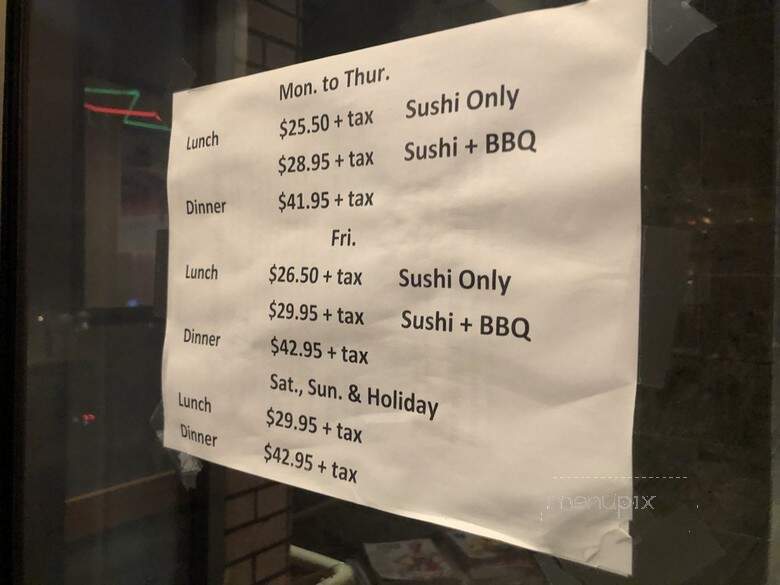 Mon. to Thur.
Lunch $25.50 + tax Sushi Only
$28.95 + tax Sushi + BBQ
Dinner $41.95 + tax
Fri.
Lunch $26.50 + tax Sushi Only
$29.95 + tax Sushi + BBQ
Dinner $42.95 + tax
Sat., Sun. & Holiday
Lunch $29.95 + tax
Dinner $42.95 + tax
menupix